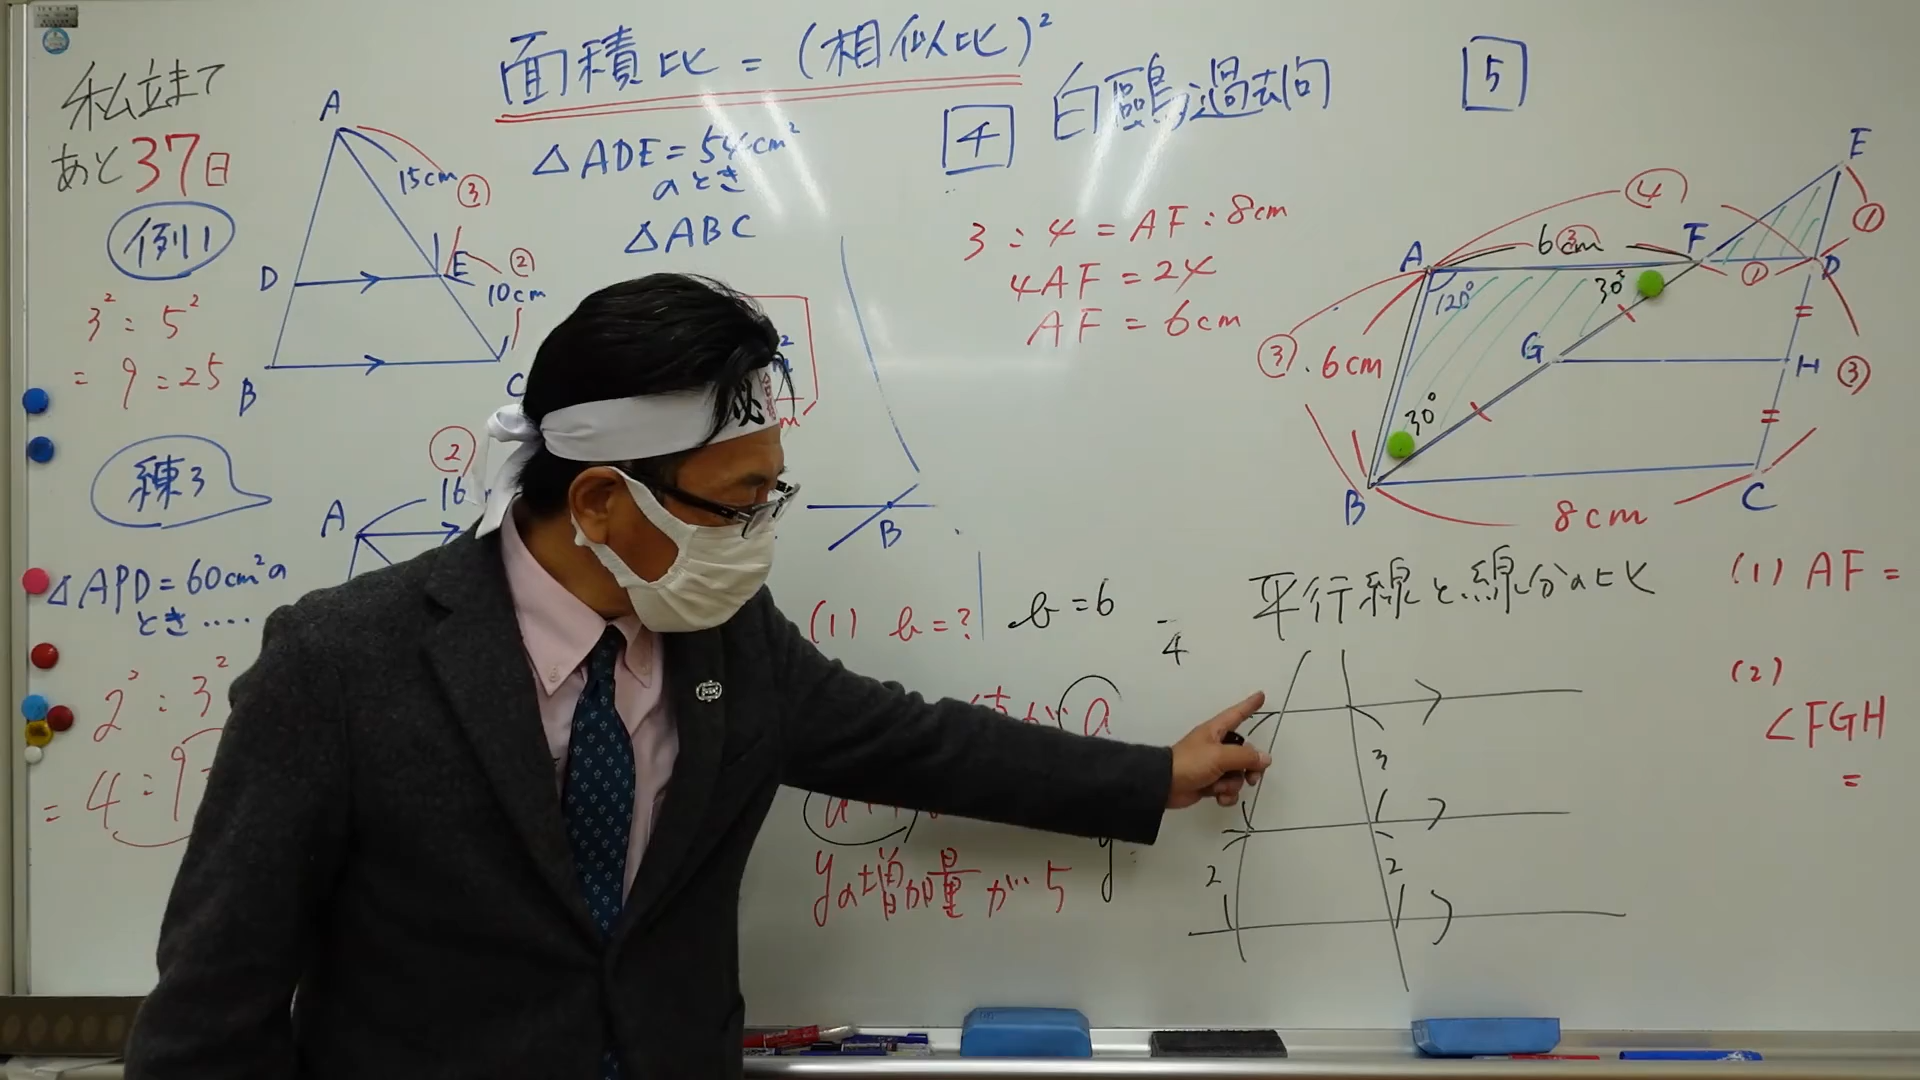 面積比=(相似比)²
私立まで
あと37日
例1
3²:5²
=9:25
A
15cm
③
D
E
②
10cm
B
C
△ADE=54cm²
のとき
△ABC
練3
②
A
16
△APD=60cm²の
とき....
2²:3²
=4:9
必
4
白鷗過去問
3:4=AF:8cm
4AF=24
AF=6cm
B
(1) b=?
b=6
a
yの増加量が…5
5
E
④
①
6cm
③
F
A
①
D
120°
30°
③
6cm
G
H
③
30°
B
C
8cm
平行線と線分の比
3
2
2
(1) AF=
(2)
∠FGH
=